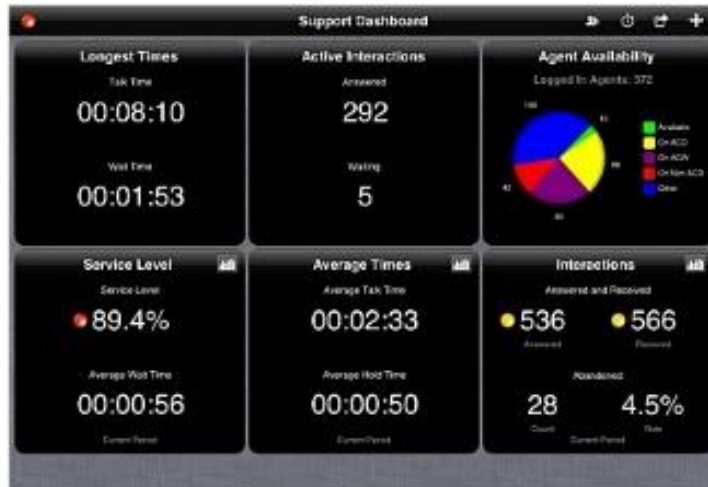 Support Dashboard
Longest Times
Talk Time
00:08:10
Wait Time
00:01:53
Active Interactions
Answered
292
Waiting
5
Agent Availability
Logged In Agents: 372
Available
On ACD
On ACW
On Non ACD
Other
Service Level
Service Level
89.4%
Average Wait Time
00:00:56
Current Period
Average Times
Average Talk Time
00:02:33
Average Hold Time
00:00:50
Current Period
Interactions
Answered and Received
536 566
Answered Received
Abandoned
28 4.5%
Count Rate
Current Period